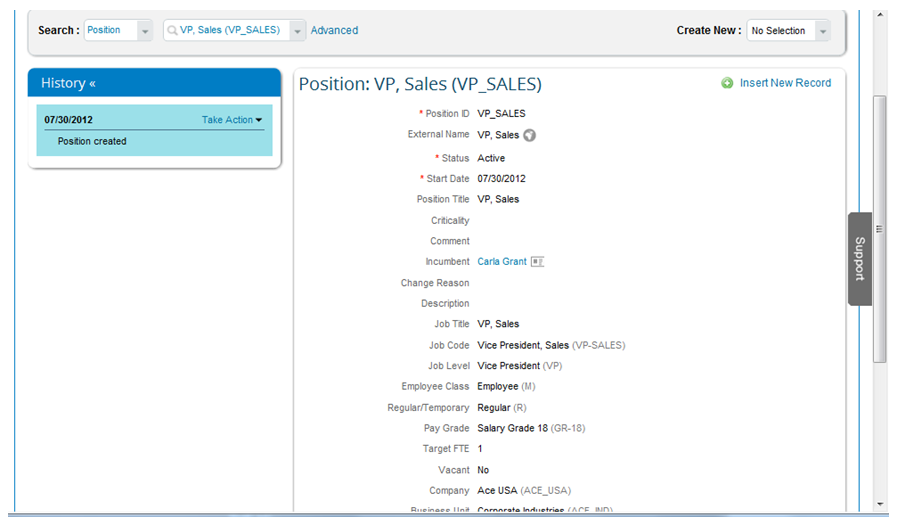 Search : Position VP, Sales (VP_SALES) Advanced Create New : No Selection
History «
07/30/2012 Take Action
Position created
Position: VP, Sales (VP_SALES) Insert New Record
* Position ID VP_SALES
External Name VP, Sales
* Status Active
* Start Date 07/30/2012
Position Title VP, Sales
Criticality
Comment
Incumbent Carla Grant
Change Reason
Description
Job Title VP, Sales
Job Code Vice President, Sales (VP-SALES)
Job Level Vice President (VP)
Employee Class Employee (M)
Regular/Temporary Regular (R)
Pay Grade Salary Grade 18 (GR-18)
Target FTE 1
Vacant No
Company Ace USA (ACE_USA)
Business Unit Corporate Industries (ACE_IND)
Support